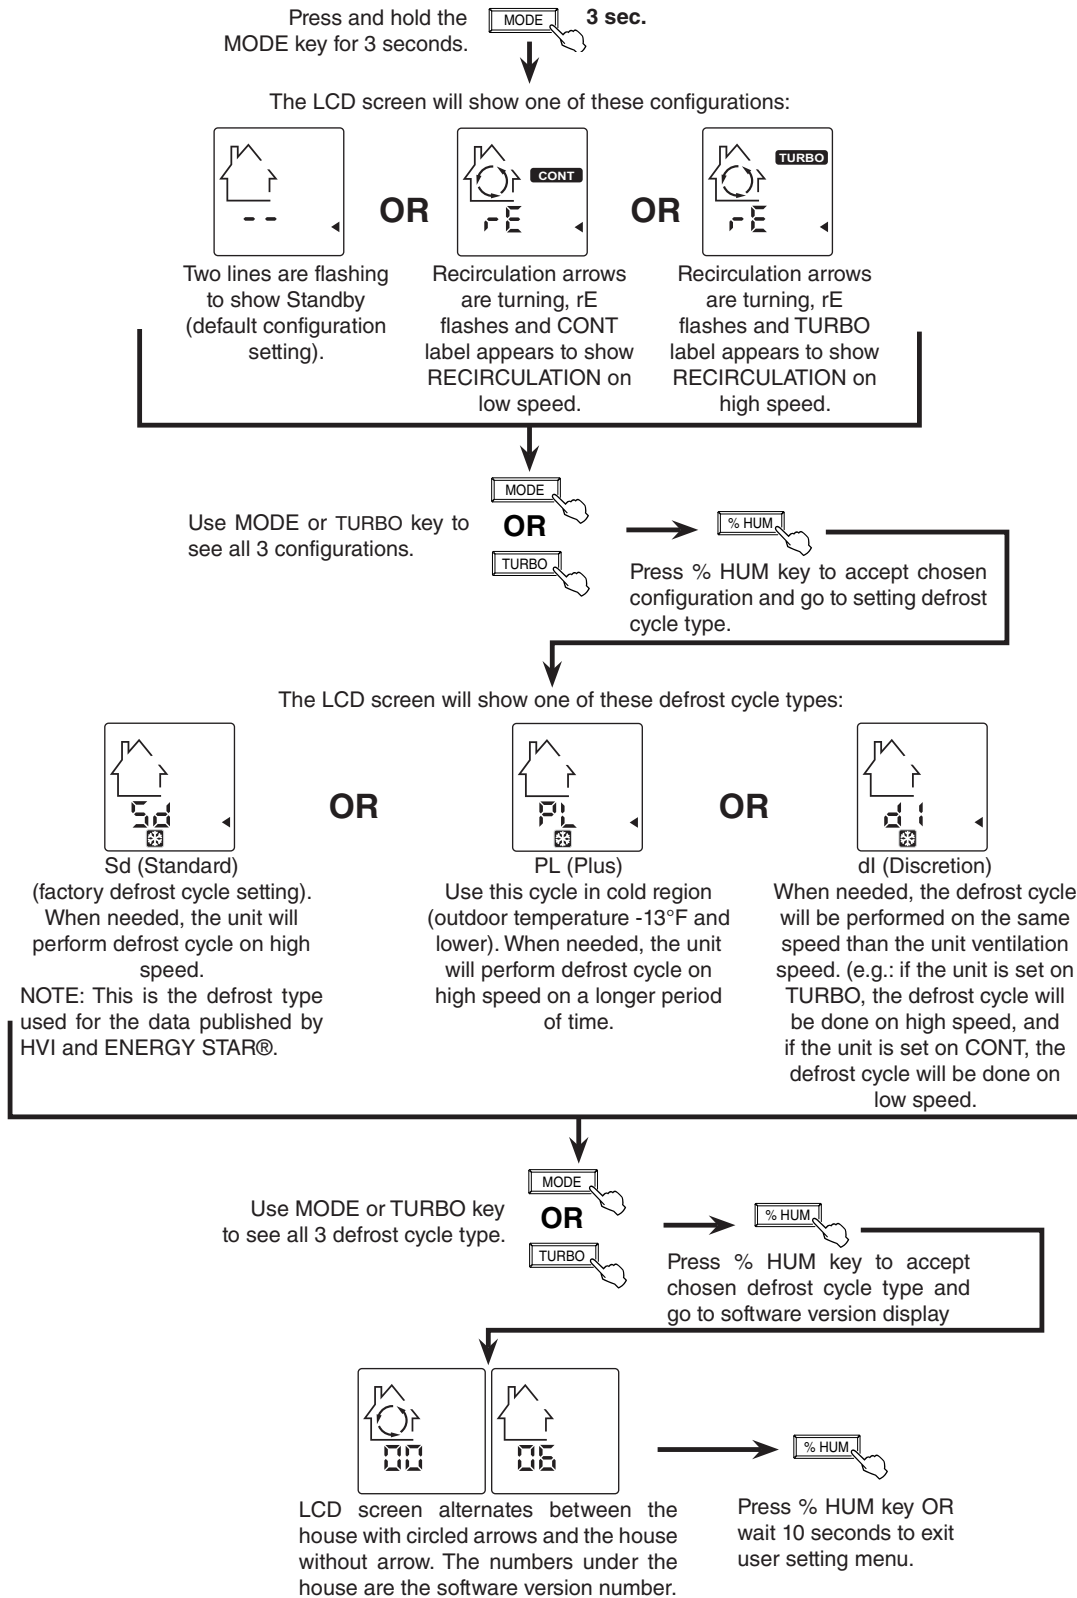 Press and hold the
MODE key for 3 seconds.
MODE
3 sec.
The LCD screen will show one of these configurations:
- -
OR
CONT
rE
OR
TURBO
rE
Two lines are flashing
to show Standby
(default configuration
setting).
Recirculation arrows
are turning, rE
flashes and CONT
label appears to show
RECIRCULATION on
low speed.
Recirculation arrows
are turning, rE
flashes and TURBO
label appears to show
RECIRCULATION on
high speed.
Use MODE or TURBO key to
see all 3 configurations.
MODE
OR
TURBO
% HUM
Press % HUM key to accept chosen
configuration and go to setting defrost
cycle type.
The LCD screen will show one of these defrost cycle types:
Sd
OR
PL
OR
dI
Sd (Standard)
(factory defrost cycle setting).
When needed, the unit will
perform defrost cycle on high
speed.
NOTE: This is the defrost type
used for the data published by
HVI and ENERGY STAR®.
PL (Plus)
Use this cycle in cold region
(outdoor temperature -13°F and
lower). When needed, the unit
will perform defrost cycle on
high speed on a longer period
of time.
dI (Discretion)
When needed, the defrost cycle
will be performed on the same
speed than the unit ventilation
speed. (e.g.: if the unit is set on
TURBO, the defrost cycle will
be done on high speed, and
if the unit is set on CONT, the
defrost cycle will be done on
low speed.
Use MODE or TURBO key
to see all 3 defrost cycle type.
MODE
OR
TURBO
% HUM
Press % HUM key to accept
chosen defrost cycle type and
go to software version display
00
06
LCD screen alternates between the
house with circled arrows and the house
without arrow. The numbers under the
house are the software version number.
% HUM
Press % HUM key OR
wait 10 seconds to exit
user setting menu.